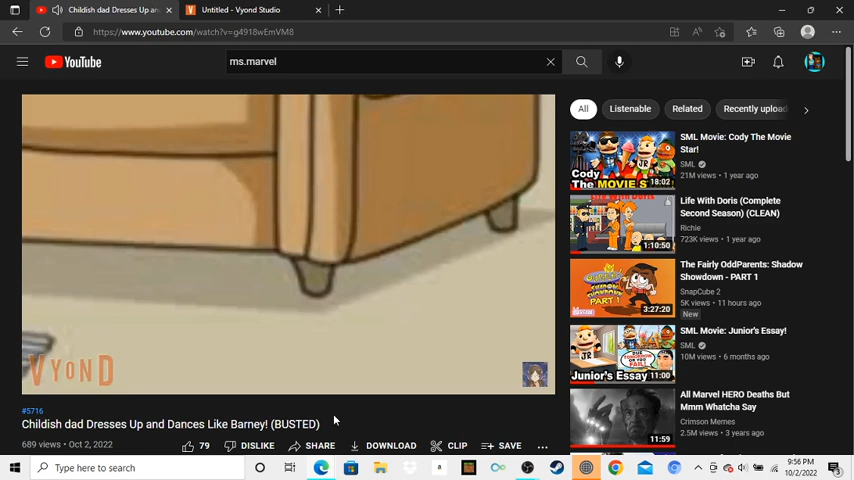 Childish dad Dresses Up an
Untitled - Vyond Studio
https://www.youtube.com/watch?v=g4918wEmVM8
YouTube
ms.marvel
All
Listenable
Related
Recently upload
SML Movie: Cody The Movie
Star!
SML
21M views • 1 year ago
Cody
The MOVIE S
18:02
Life With Doris (Complete
Second Season) (CLEAN)
Richie
723K views • 1 year ago
1:10:50
The Fairly OddParents: Shadow
Showdown - PART 1
SnapCube 2
5K views • 11 hours ago
New
PART 1
3:27:20
SML Movie: Junior's Essay!
SML
10M views • 6 months ago
JR
Junior's Essay
11:00
All Marvel HERO Deaths But
Mmm Whatcha Say
Crimson Memes
2.5M views • 3 years ago
11:59
VYOND
#5716
Childish dad Dresses Up and Dances Like Barney! (BUSTED)
689 views • Oct 2, 2022
79
DISLIKE
SHARE
DOWNLOAD
CLIP
SAVE
Type here to search
9:56 PM
10/2/2022